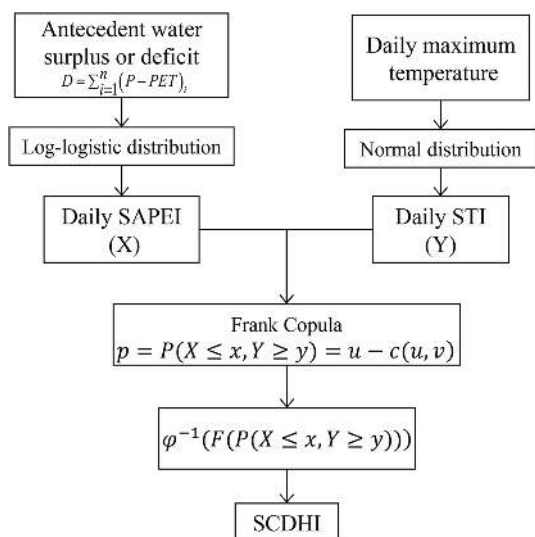 Antecedent water
surplus or deficit
D = ∑ⁿᵢ₌₁(P−PET)ᵢ
Daily maximum
temperature
Log-logistic distribution
Normal distribution
Daily SAPEI
(X)
Daily STI
(Y)
Frank Copula
p = P(X ≤ x, Y ≥ y) = u − c(u, v)
φ⁻¹(F(P(X ≤ x, Y ≥ y)))
SCDHI